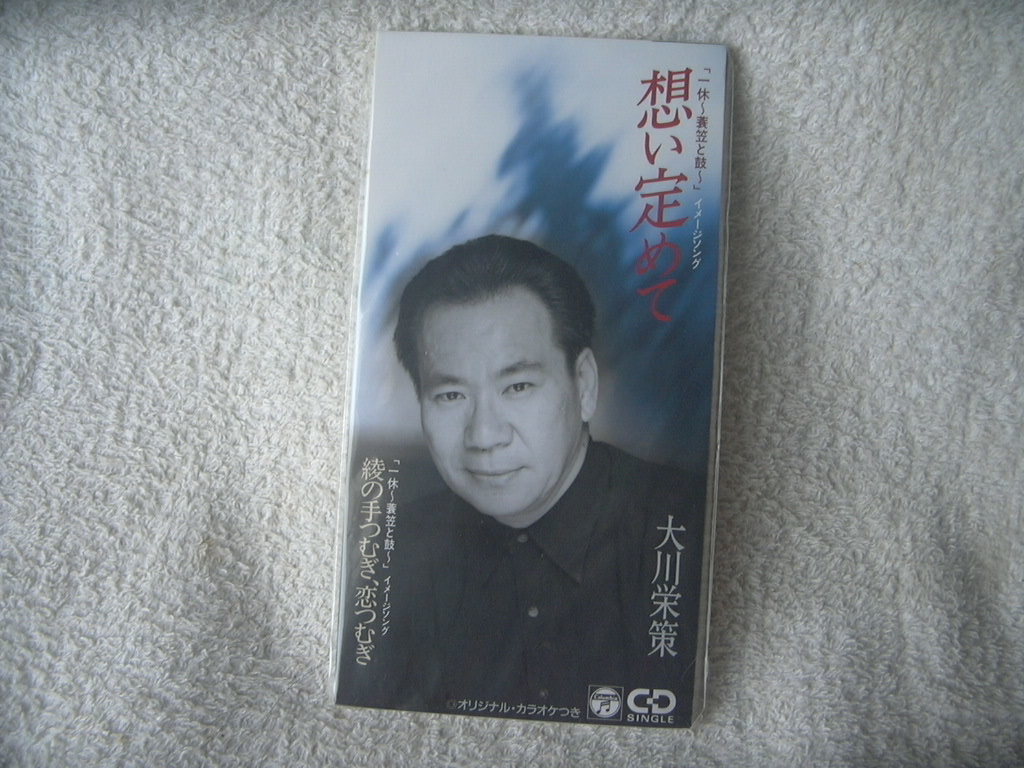 「一休～蓑笠と鼓～」イメージソング
想い定めて
大川栄策
「一休～蓑笠と鼓～」イメージソング
綾の手つむぎ、恋つむぎ
オリジナル・カラオケつき
Columbia
CD
SINGLE